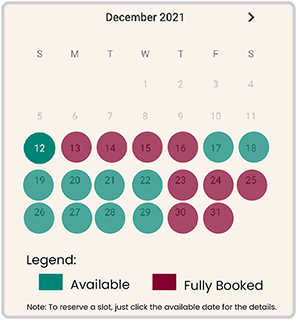 December 2021 >
S M T W T F S
1 2 3 4
5 6 7 8 9 10 11
12 13 14 15 16 17 18
19 20 21 22 23 24 25
26 27 28 29 30 31
Legend:
Available Fully Booked
Note: To reserve a slot, just click the available date for the details.